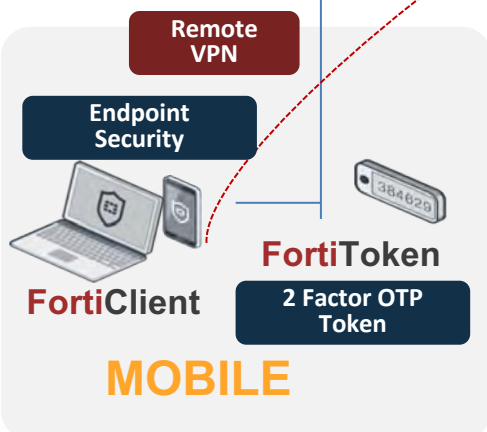 Remote
VPN
Endpoint
Security
384629
FortiToken
FortiClient
2 Factor OTP
Token
MOBILE